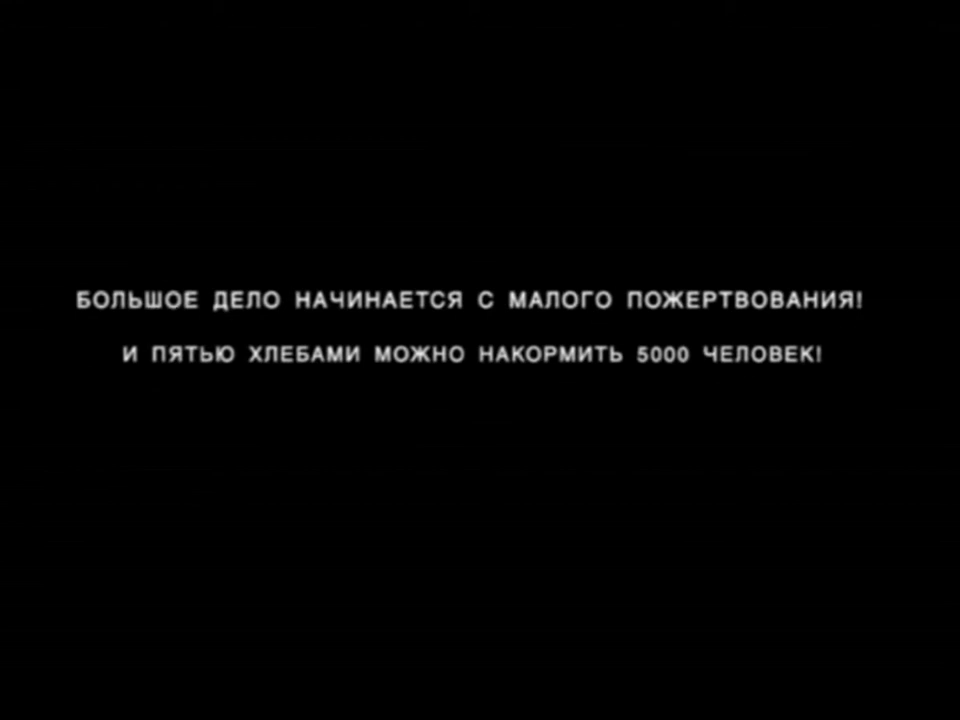 БОЛЬШОЕ ДЕЛО НАЧИНАЕТСЯ С МАЛОГО ПОЖЕРТВОВАНИЯ!
И ПЯТЬЮ ХЛЕБАМИ МОЖНО НАКОРМИТЬ 5000 ЧЕЛОВЕК!